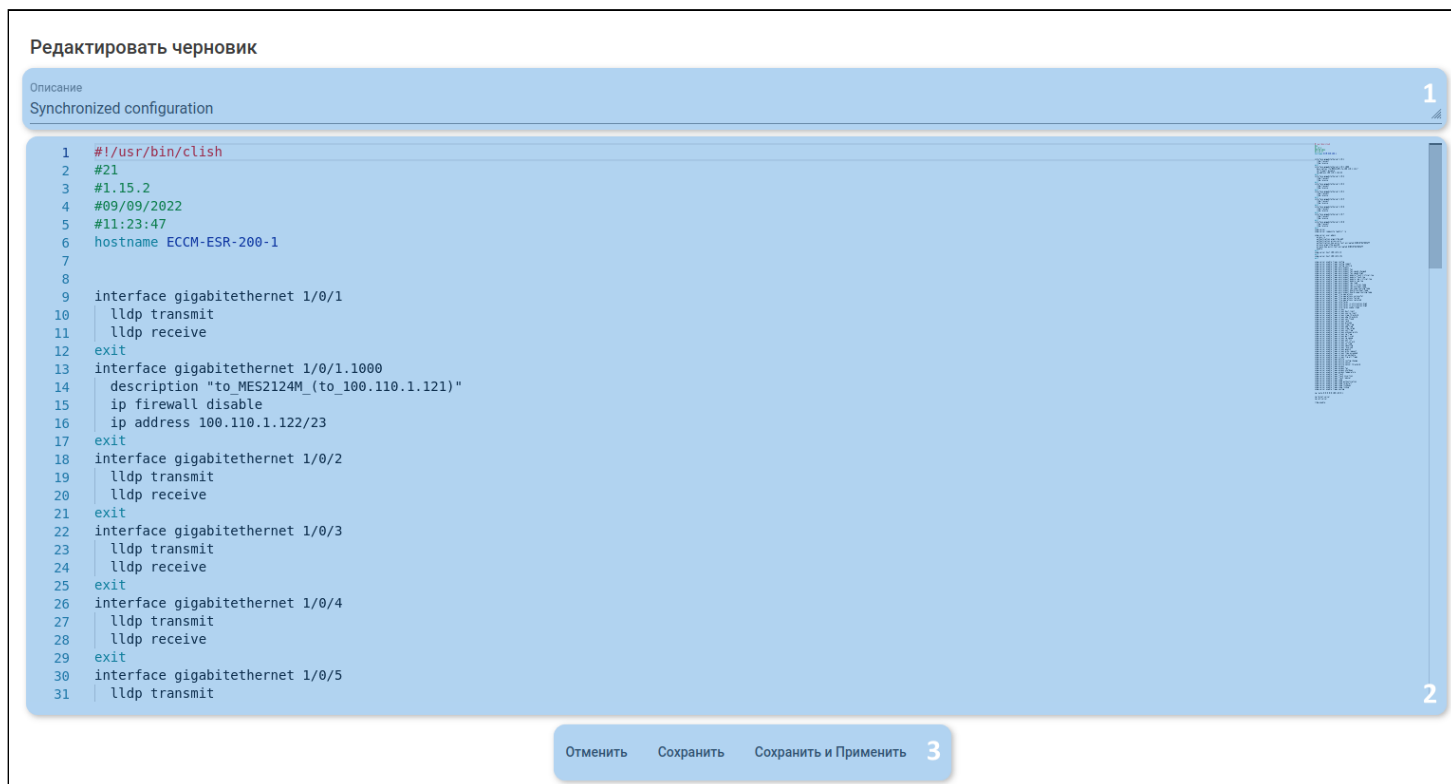 Редактировать черновик
Описание
Synchronized configuration
1
1 #!/usr/bin/clish
2 #21
3 #1.15.2
4 #09/09/2022
5 #11:23:47
6 hostname ECCM-ESR-200-1
7
8
9 interface gigabitethernet 1/0/1
10 lldp transmit
11 lldp receive
12 exit
13 interface gigabitethernet 1/0/1.1000
14 description "to_MES2124M_(to_100.110.1.121)"
15 ip firewall disable
16 ip address 100.110.1.122/23
17 exit
18 interface gigabitethernet 1/0/2
19 lldp transmit
20 lldp receive
21 exit
22 interface gigabitethernet 1/0/3
23 lldp transmit
24 lldp receive
25 exit
26 interface gigabitethernet 1/0/4
27 lldp transmit
28 lldp receive
29 exit
30 interface gigabitethernet 1/0/5
31 lldp transmit
2
Отменить Сохранить Сохранить и Применить 3